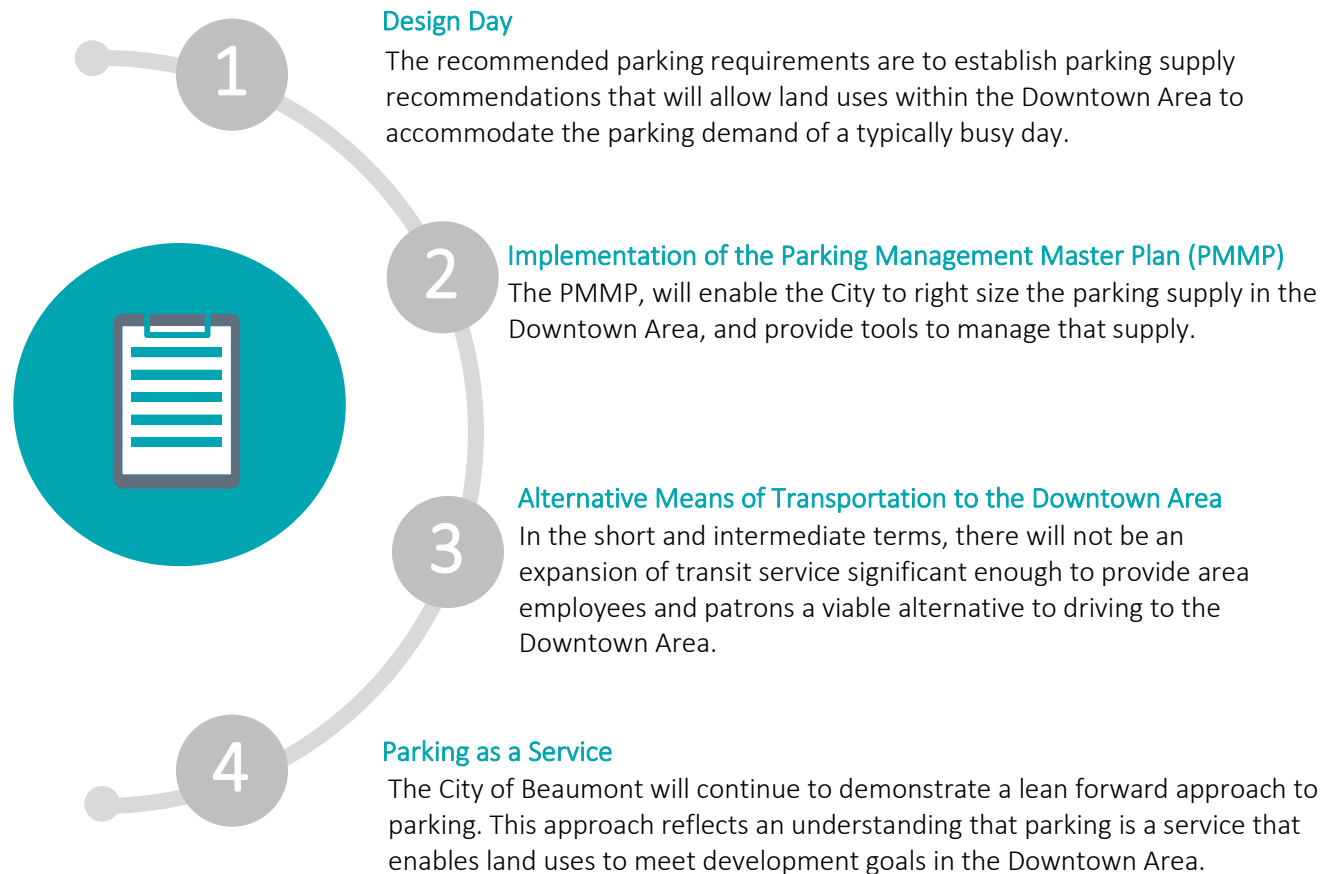 1
Design Day
The recommended parking requirements are to establish parking supply
recommendations that will allow land uses within the Downtown Area to
accommodate the parking demand of a typically busy day.
2
Implementation of the Parking Management Master Plan (PMMP)
The PMMP, will enable the City to right size the parking supply in the
Downtown Area, and provide tools to manage that supply.
3
Alternative Means of Transportation to the Downtown Area
In the short and intermediate terms, there will not be an
expansion of transit service significant enough to provide area
employees and patrons a viable alternative to driving to the
Downtown Area.
4
Parking as a Service
The City of Beaumont will continue to demonstrate a lean forward approach to
parking. This approach reflects an understanding that parking is a service that
enables land uses to meet development goals in the Downtown Area.